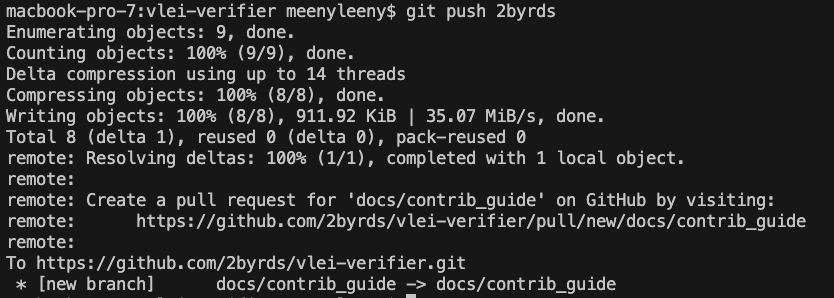 macbook-pro-7:vlei-verifier meenyleeny$ git push 2byrds
Enumerating objects: 9, done.
Counting objects: 100% (9/9), done.
Delta compression using up to 14 threads
Compressing objects: 100% (8/8), done.
Writing objects: 100% (8/8), 911.92 KiB | 35.07 MiB/s, done.
Total 8 (delta 1), reused 0 (delta 0), pack-reused 0
remote: Resolving deltas: 100% (1/1), completed with 1 local object.
remote:
remote: Create a pull request for 'docs/contrib_guide' on GitHub by visiting:
remote:      https://github.com/2byrds/vlei-verifier/pull/new/docs/contrib_guide
remote:
To https://github.com/2byrds/vlei-verifier.git
 * [new branch]      docs/contrib_guide -> docs/contrib_guide